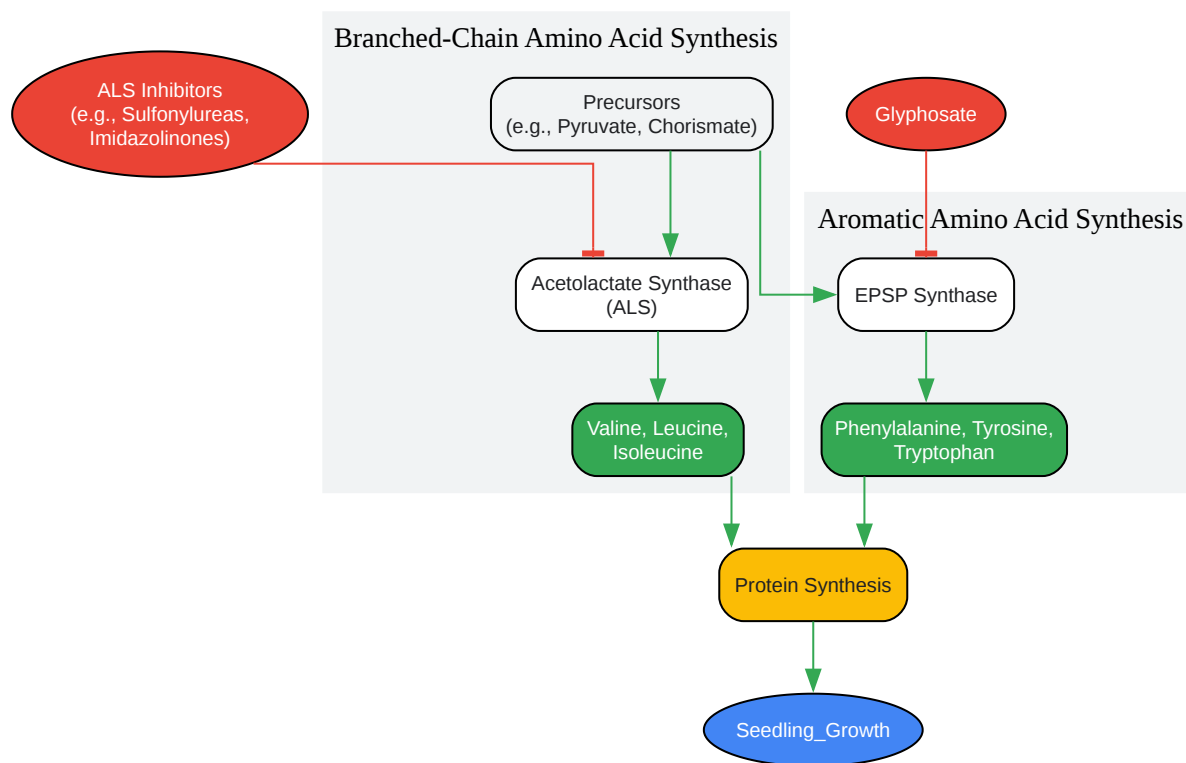 Branched-Chain Amino Acid Synthesis
ALS Inhibitors
(e.g., Sulfonylureas,
Imidazolinones)
Precursors
(e.g., Pyruvate, Chorismate)
Glyphosate
Aromatic Amino Acid Synthesis
Acetolactate Synthase
(ALS)
EPSP Synthase
Valine, Leucine,
Isoleucine
Phenylalanine, Tyrosine,
Tryptophan
Protein Synthesis
Seedling_Growth